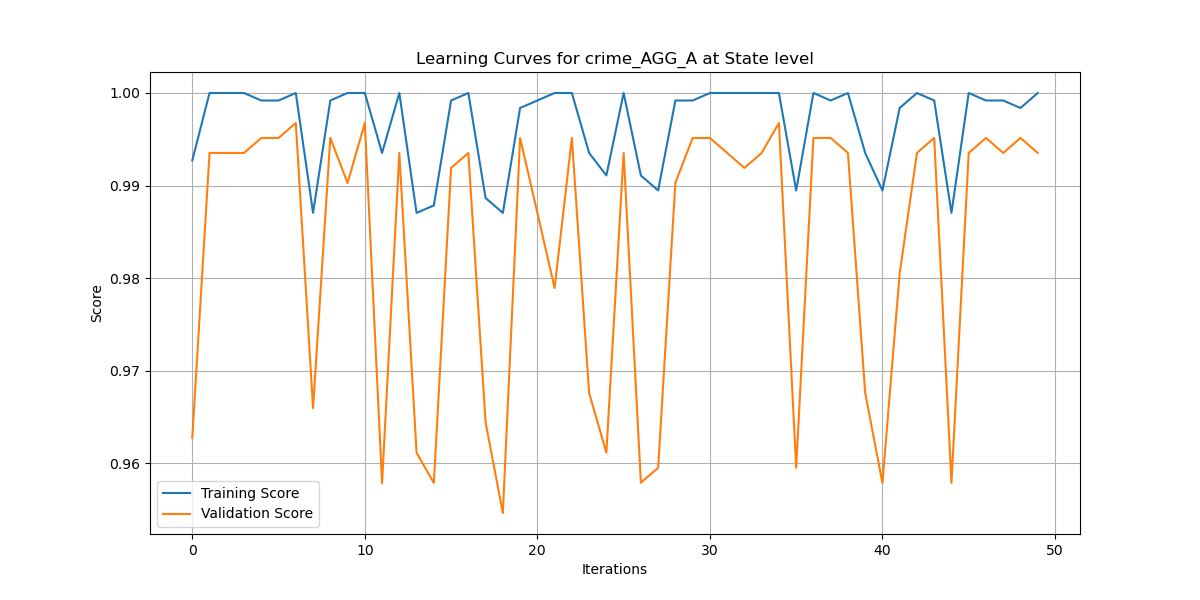 Learning Curves for crime_AGG_A at State level
1.00
0.99
0.98
0.97
0.96
Score
Training Score
Validation Score
0 10 20 30 40 50
Iterations